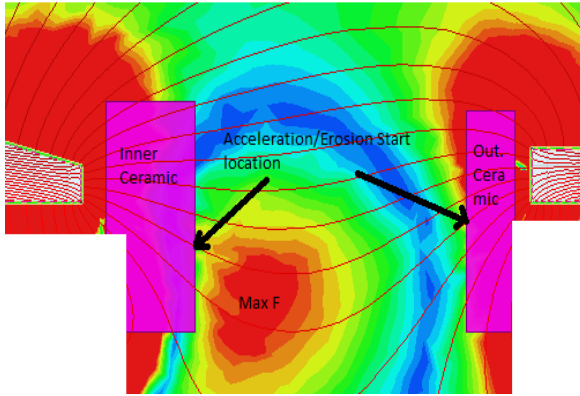 Inner
Ceramic
Acceleration/Erosion Start
location
Out.
Cera
mic
Max F